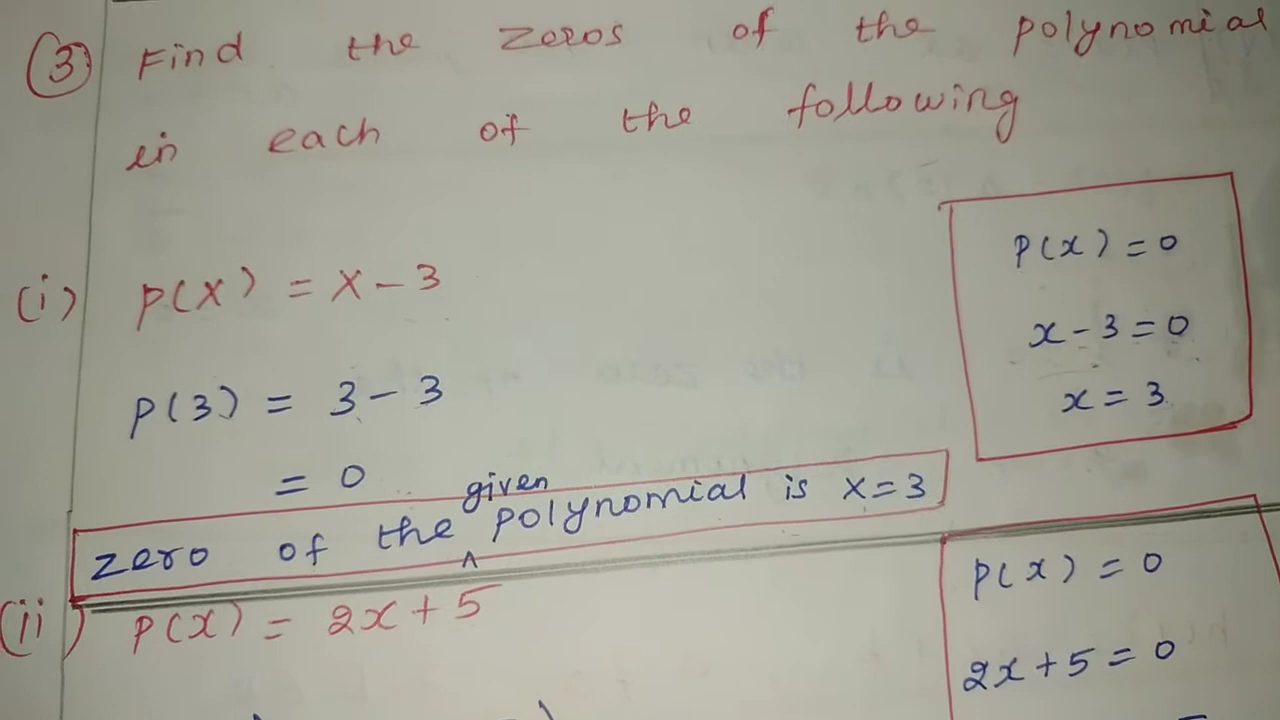 (3) Find the zeros of the polynomial
in each of the following
(i) P(X) = X - 3
P(3) = 3 - 3
= 0
zero of the given polynomial is x = 3
P(x) = 0
x - 3 = 0
x = 3
(ii) P(x) = 2x + 5
P(x) = 0
2x + 5 = 0